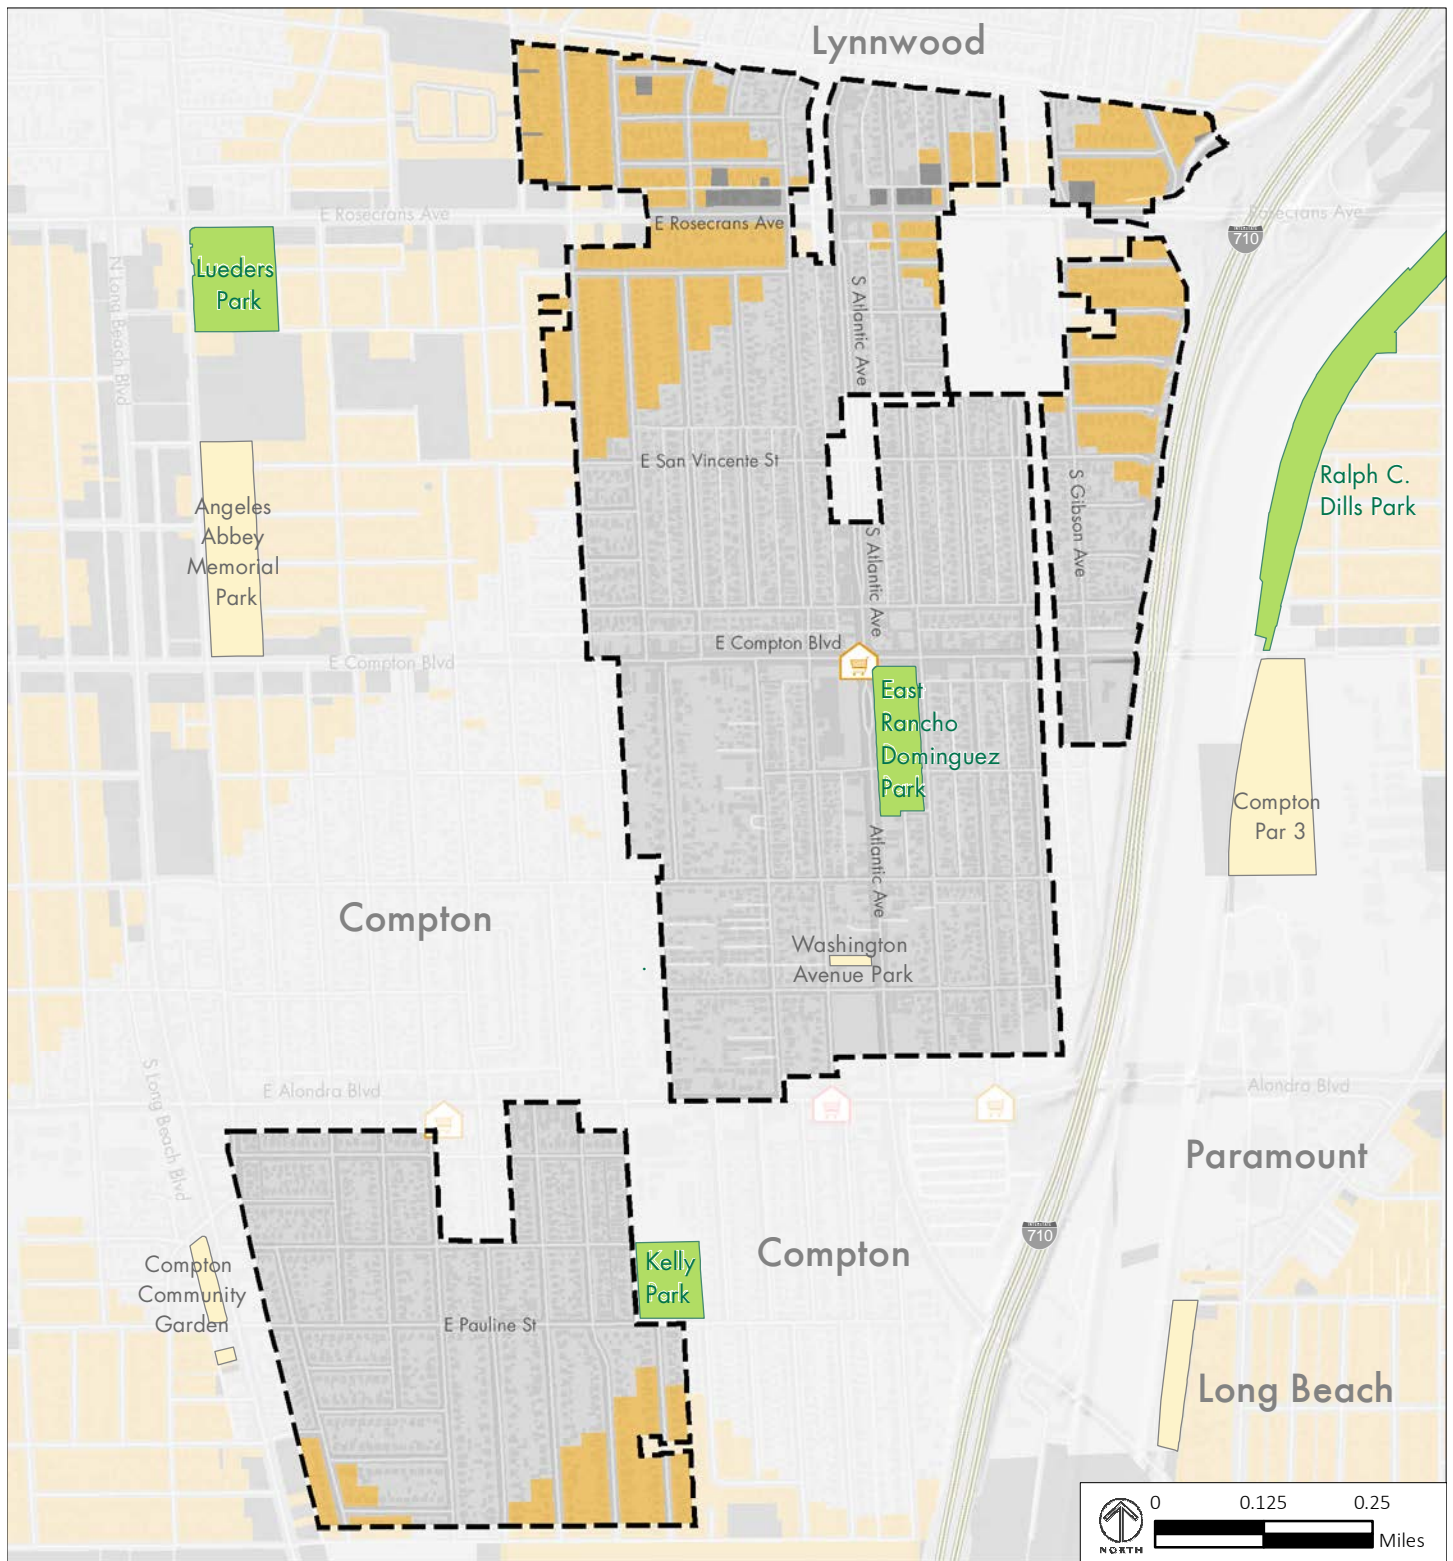 Lynnwood
E Rosecrans Ave
E Rosecrans Ave
Rosecrans Ave
INTERSTATE
710
Lueders
Park
N Long Beach Blvd
S Atlantic Ave
E San Vincente St
Ralph C.
Dills Park
S Gibson Ave
Angeles
Abbey
Memorial
Park
S Atlantic Ave
E Compton Blvd
E Compton Blvd
East
Rancho
Dominguez
Park
Compton
Par 3
Atlantic Ave
Compton
Washington
Avenue Park
S Long Beach Blvd
E Alondra Blvd
Alondra Blvd
Paramount
INTERSTATE
710
Compton
Kelly
Park
Compton
Community
Garden
E Pauline St
Long Beach
NORTH
0 0.125 0.25
Miles